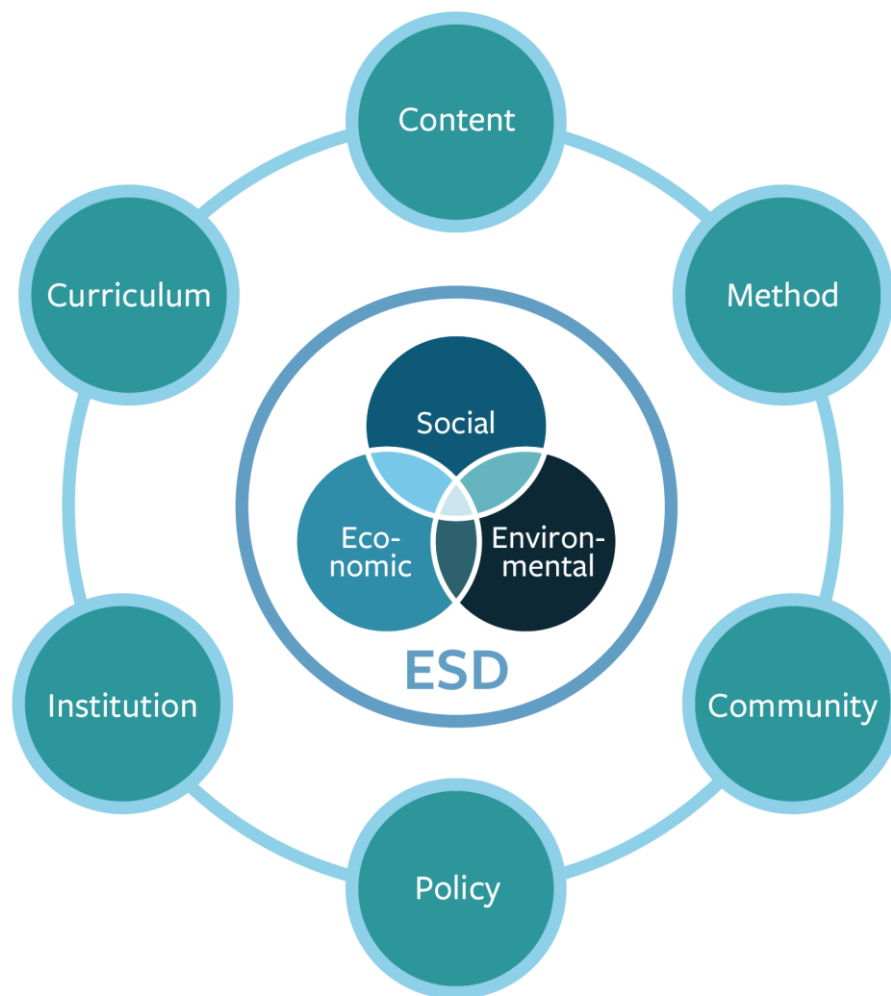 Content
Curriculum
Method
Social
Eco-
nomic
Environ-
mental
ESD
Institution
Community
Policy